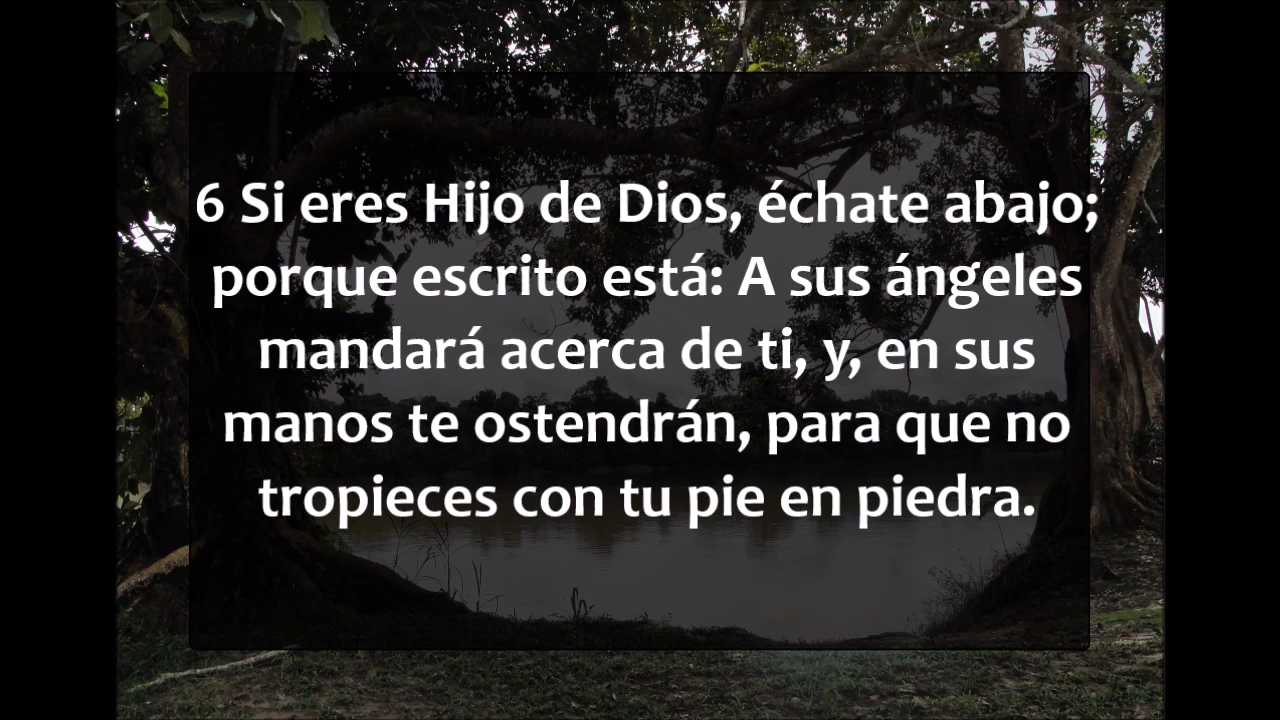 6 Si eres Hijo de Dios, échate abajo;
porque escrito está: A sus ángeles
mandará acerca de ti, y, en sus
manos te ostendrán, para que no
tropieces con tu pie en piedra.